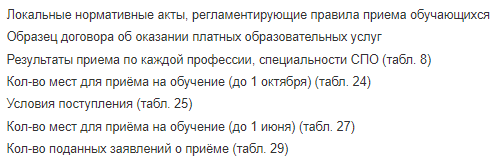 Локальные нормативные акты, регламентирующие правила приема обучающихся
Образец договора об оказании платных образовательных услуг
Результаты приема по каждой профессии, специальности СПО (табл. 8)
Кол-во мест для приёма на обучение (до 1 октября) (табл. 24)
Условия поступления (табл. 25)
Кол-во мест для приёма на обучение (до 1 июня) (табл. 27)
Кол-во поданных заявлений о приёме (табл. 29)